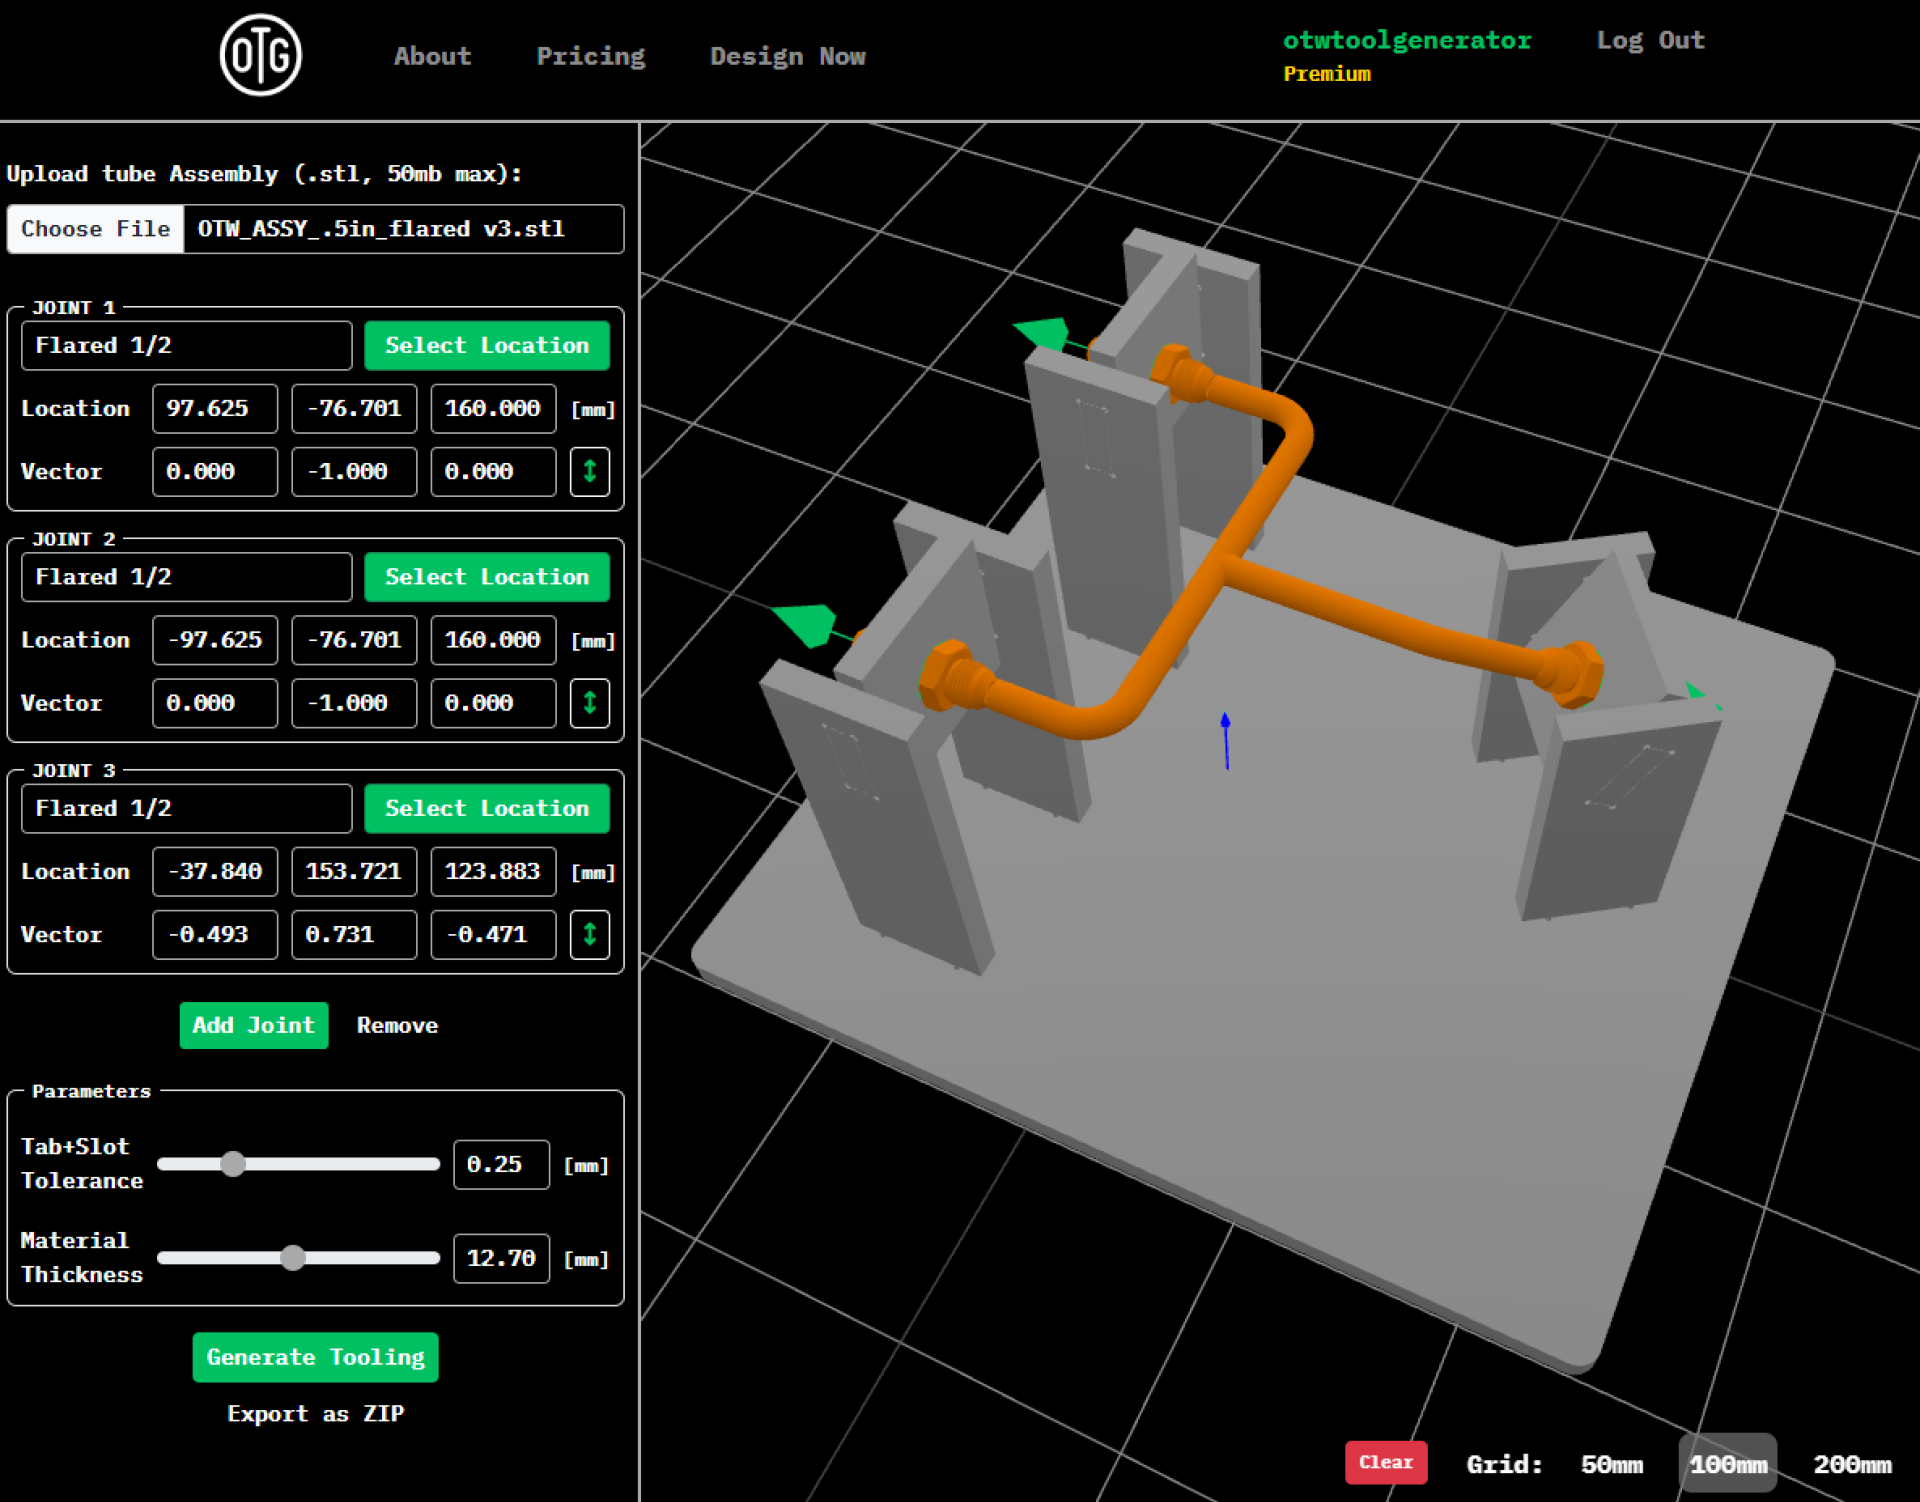 OTG
About
Pricing
Design Now
otwtoolgenerator
Premium
Log Out
Upload tube Assembly (.stl, 50mb max):
Choose File OTW_ASSY_.5in_flared v3.stl
JOINT 1
Flared 1/2 Select Location
Location 97.625 -76.701 160.000 [mm]
Vector 0.000 -1.000 0.000
JOINT 2
Flared 1/2 Select Location
Location -97.625 -76.701 160.000 [mm]
Vector 0.000 -1.000 0.000
JOINT 3
Flared 1/2 Select Location
Location -37.840 153.721 123.883 [mm]
Vector -0.493 0.731 -0.471
Add Joint Remove
Parameters
Tab+Slot
Tolerance
0.25 [mm]
Material
Thickness
12.70 [mm]
Generate Tooling
Export as ZIP
Clear Grid: 50mm 100mm 200mm